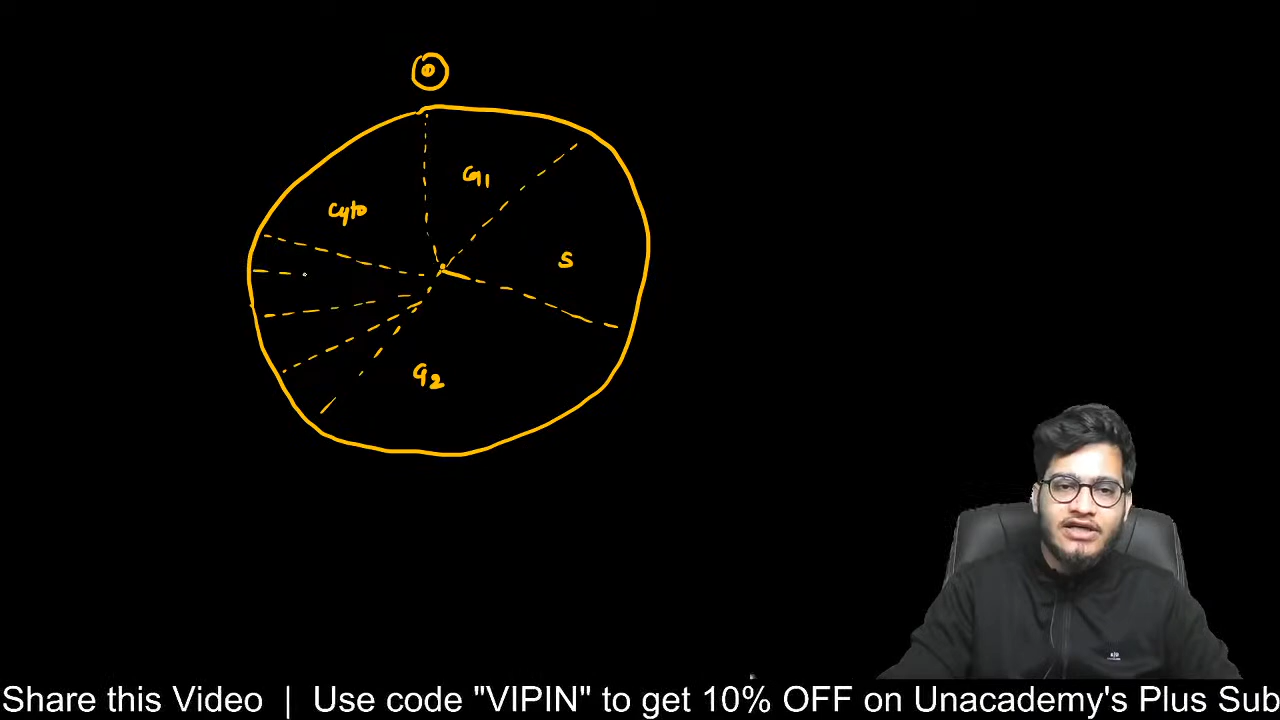 G1
Cyto
S
G2
Share this Video | Use code "VIPIN" to get 10% OFF on Unacademy's Plus Sub